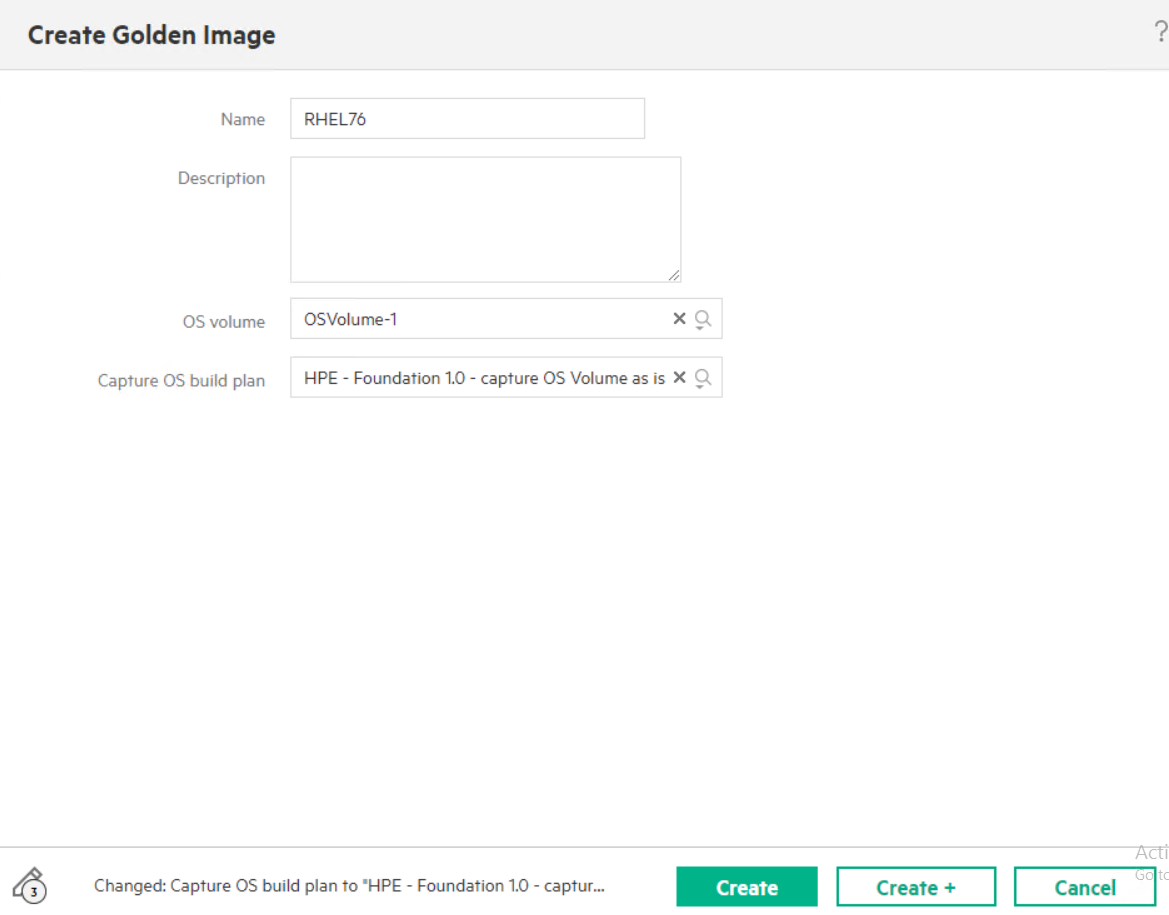 Create Golden Image
?
Name
RHEL76
Description
OS volume
OSVolume-1
Capture OS build plan
HPE - Foundation 1.0 - capture OS Volume as is
3
Changed: Capture OS build plan to "HPE - Foundation 1.0 - captur...
Create
Create +
Cancel
Acti
Go to